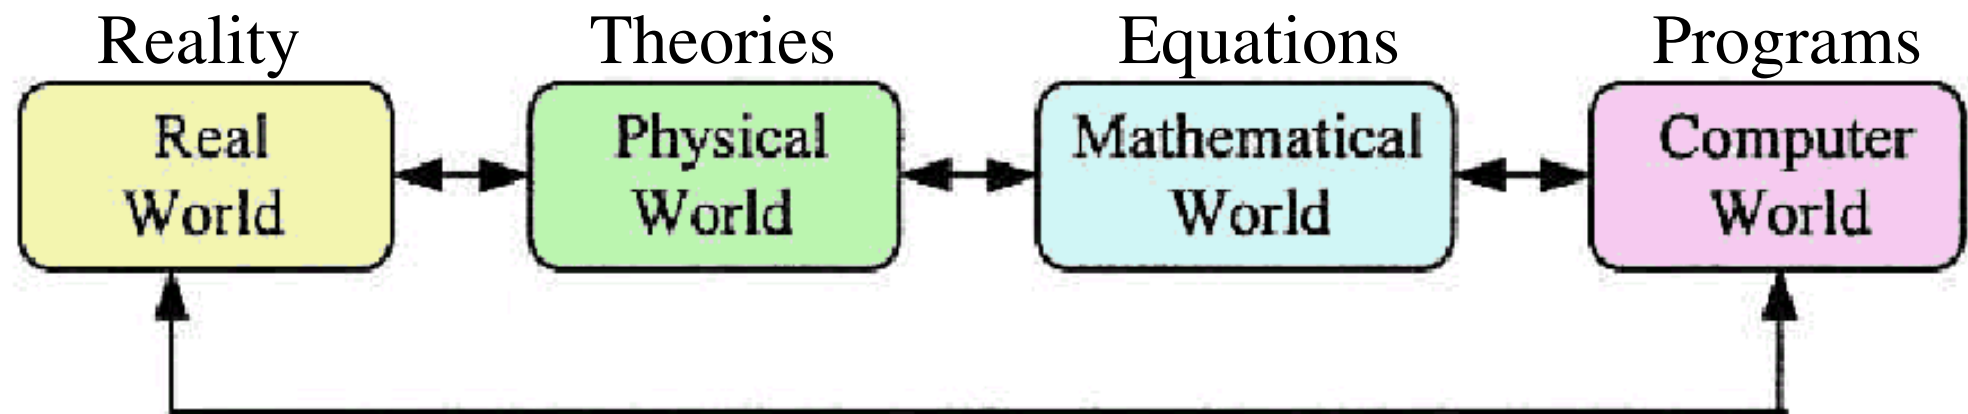 Reality
Theories
Equations
Programs
Real
World
Physical
World
Mathematical
World
Computer
World